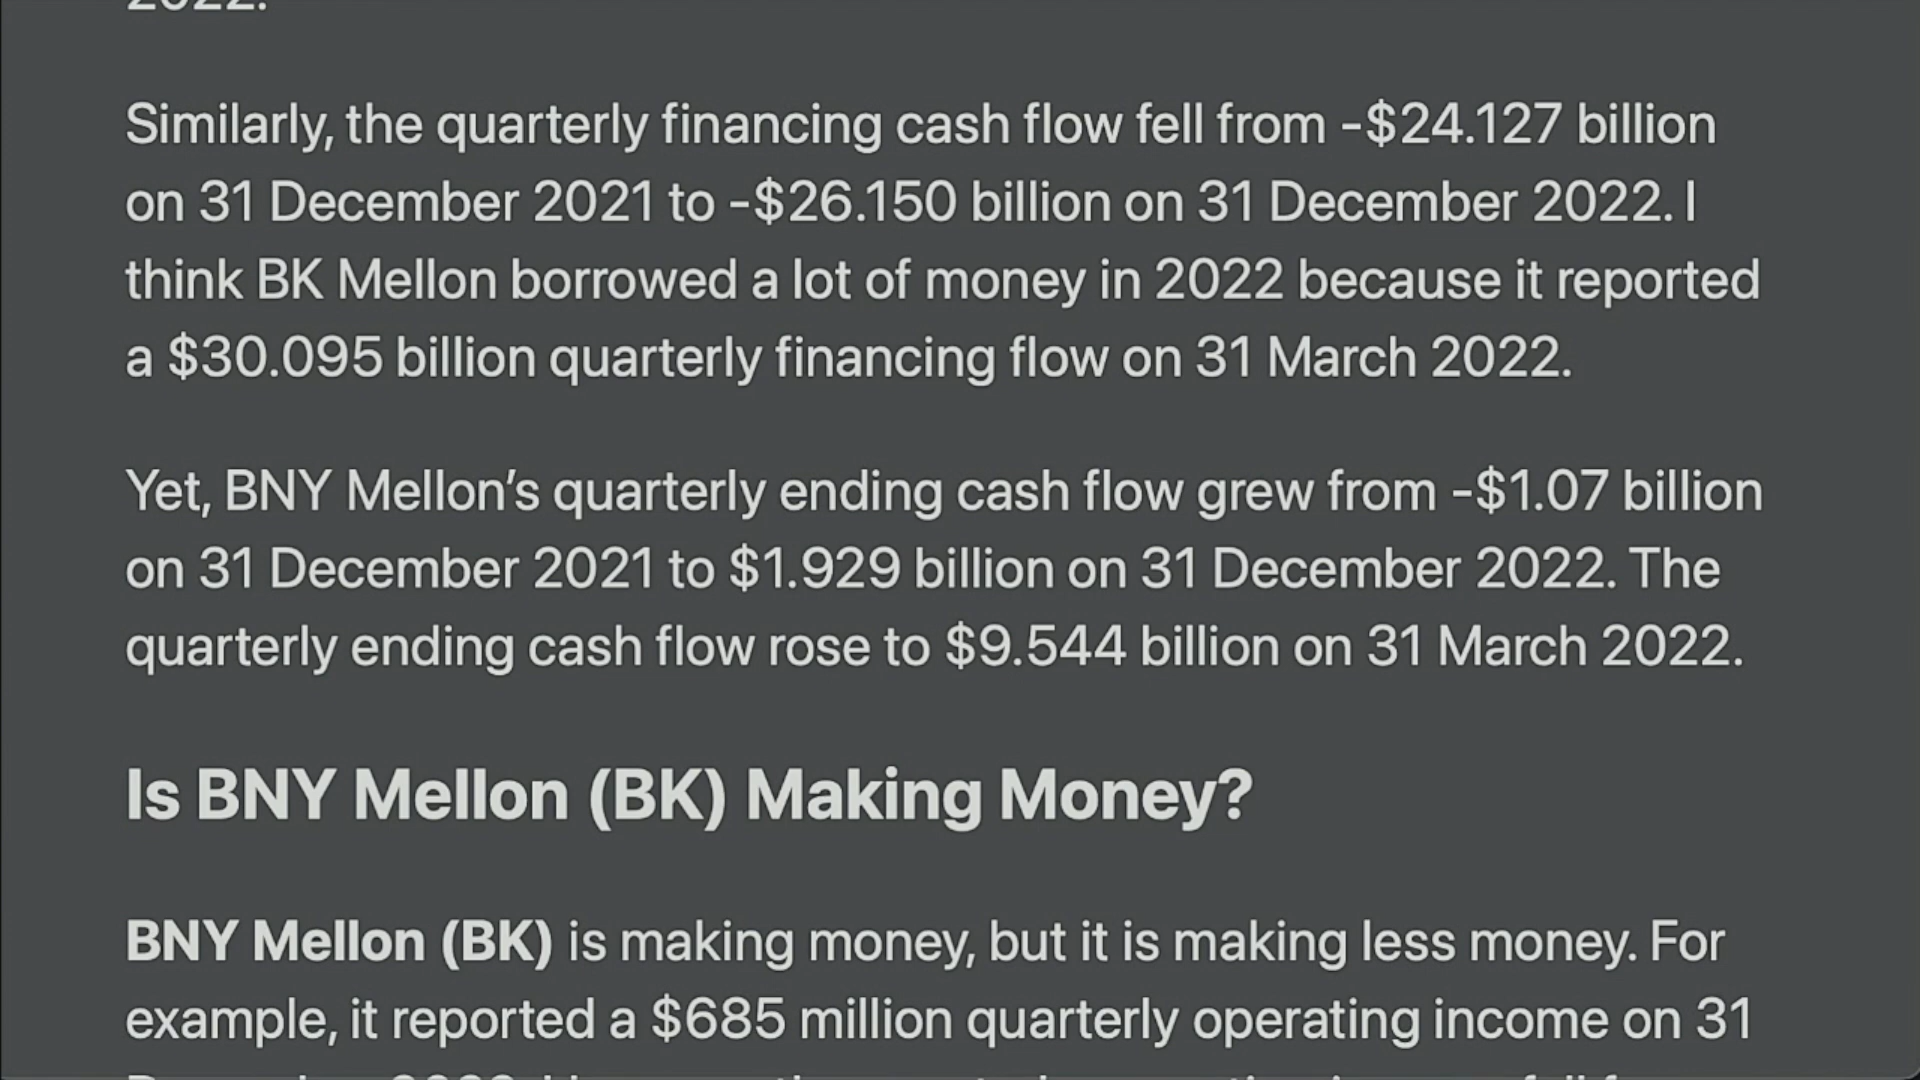 2022.
Similarly, the quarterly financing cash flow fell from -$24.127 billion
on 31 December 2021 to -$26.150 billion on 31 December 2022. I
think BK Mellon borrowed a lot of money in 2022 because it reported
a $30.095 billion quarterly financing flow on 31 March 2022.
Yet, BNY Mellon’s quarterly ending cash flow grew from -$1.07 billion
on 31 December 2021 to $1.929 billion on 31 December 2022. The
quarterly ending cash flow rose to $9.544 billion on 31 March 2022.
Is BNY Mellon (BK) Making Money?
BNY Mellon (BK) is making money, but it is making less money. For
example, it reported a $685 million quarterly operating income on 31